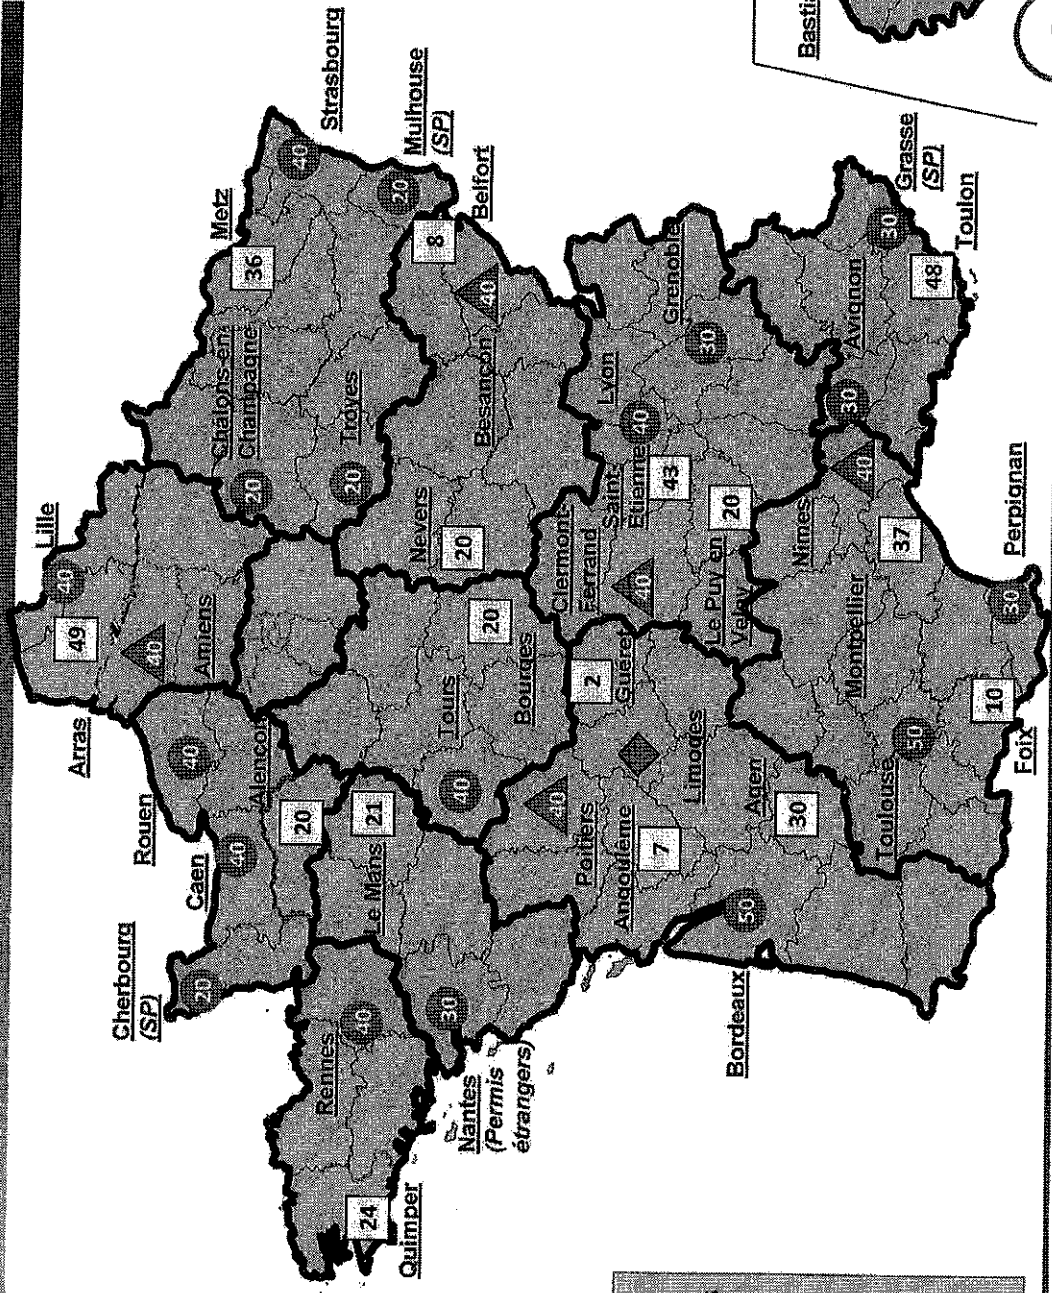 Lille
40
49
Arras
40
Amiens
Rouen
40
Caen
40
Cherbourg
(SP)
20
Alençon
20
Metz
36
Strasbourg
40
Mulhouse
(SP)
20
Belfort
8
Châlons-en-
Champagne
20
Troyes
20
Besançon
40
Nevers
20
Rennes
40
24
Quimper
Le Mans
21
Nantes
(Permis
étrangers)
30
Tours
40
Bourges
20
Poitiers
40
Angoulême
7
Limoges
Guéret
2
Bordeaux
50
Agen
30
Clermont-
Ferrand
40
Saint-
Etienne
43
Lyon
40
Grenoble
30
Le Puy en
Velay
20
Nîmes
40
Montpellier
37
Toulouse
50
Foix
10
Perpignan
30
Avignon
30
Grasse
(SP)
30
Toulon
48